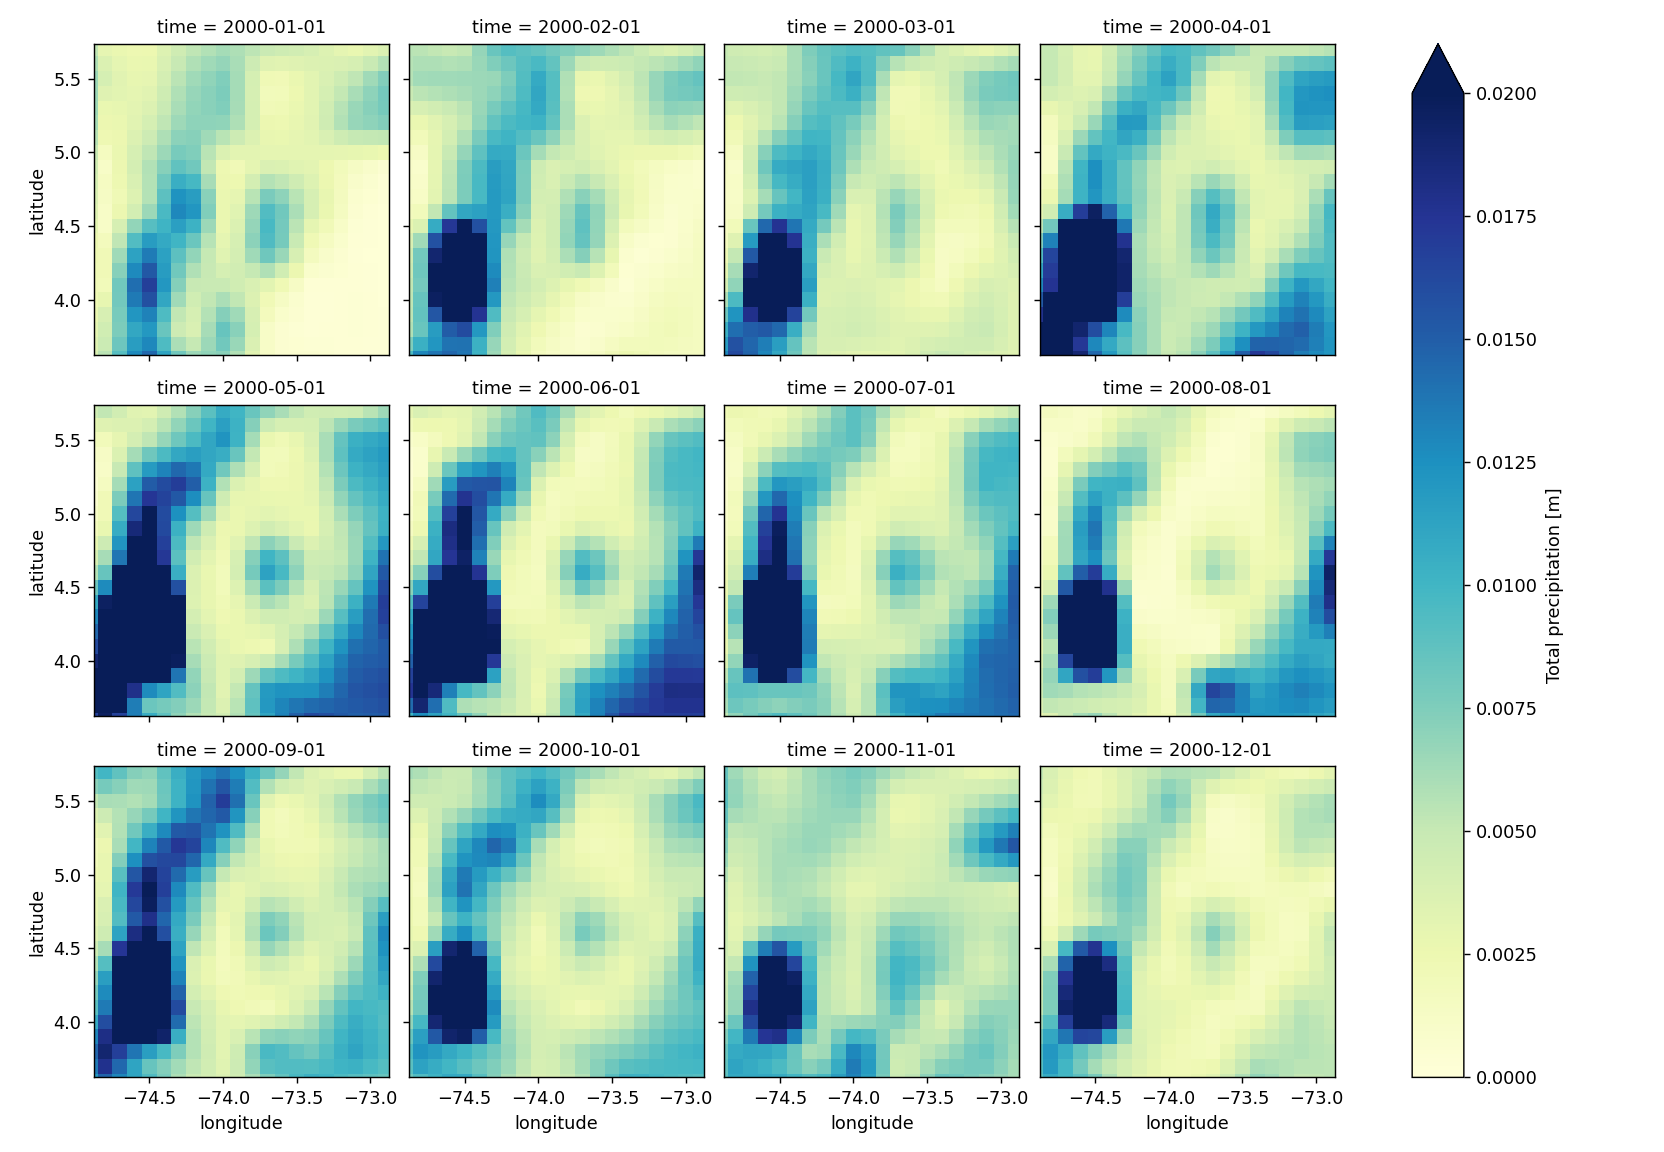 time = 2000-01-01
time = 2000-02-01
time = 2000-03-01
time = 2000-04-01
latitude
5.5
5.0
4.5
4.0
time = 2000-05-01
time = 2000-06-01
time = 2000-07-01
time = 2000-08-01
latitude
5.5
5.0
4.5
4.0
time = 2000-09-01
time = 2000-10-01
time = 2000-11-01
time = 2000-12-01
latitude
5.5
5.0
4.5
4.0
−74.5 −74.0 −73.5 −73.0
longitude
−74.5 −74.0 −73.5 −73.0
longitude
−74.5 −74.0 −73.5 −73.0
longitude
−74.5 −74.0 −73.5 −73.0
longitude
0.0200
0.0175
0.0150
0.0125
0.0100
0.0075
0.0050
0.0025
0.0000
Total precipitation [m]